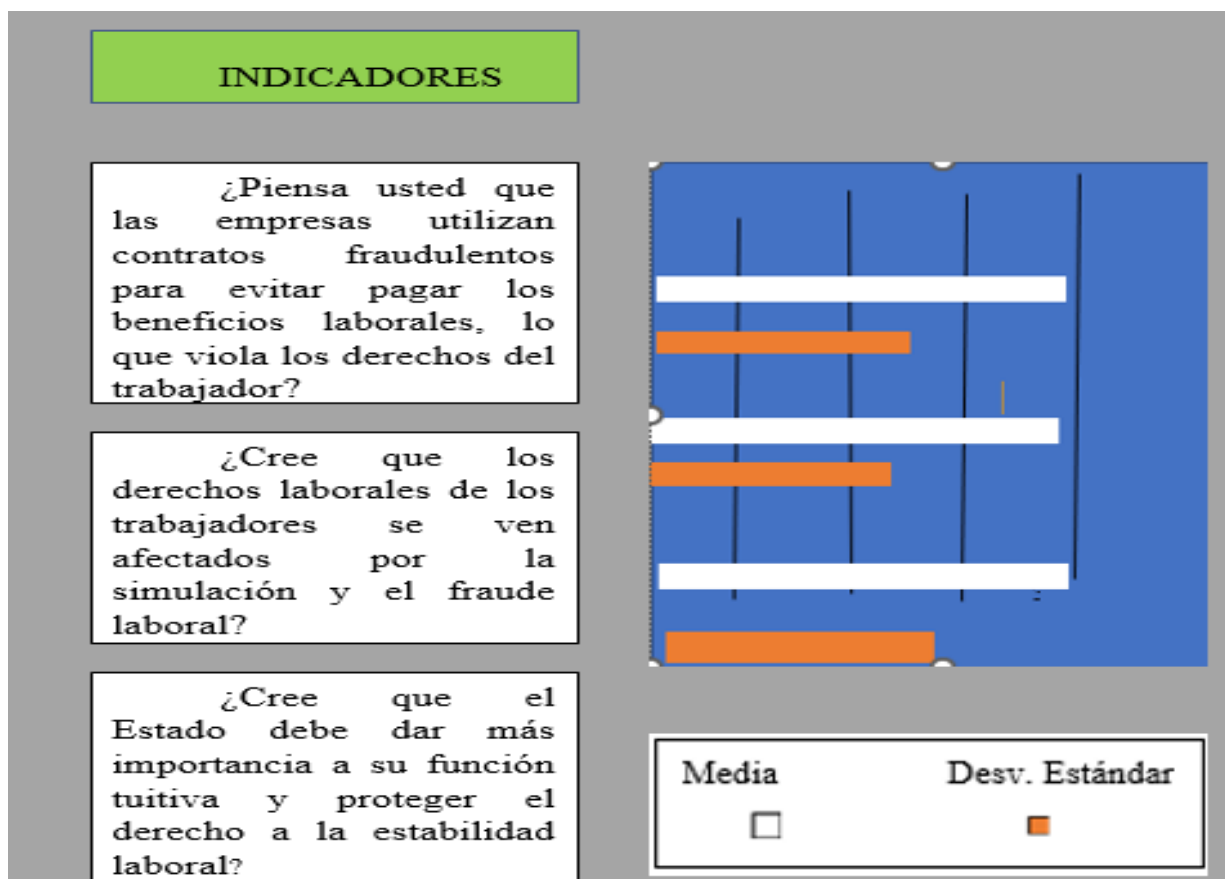 INDICADORES
¿Piensa usted que
las empresas utilizan
contratos fraudulentos
para evitar pagar los
beneficios laborales, lo
que viola los derechos del
trabajador?
¿Cree que los
derechos laborales de los
trabajadores se ven
afectados por la
simulación y el fraude
laboral?
¿Cree que el
Estado debe dar más
importancia a su función
tuitiva y proteger el
derecho a la estabilidad
laboral?
Media Desv. Estándar